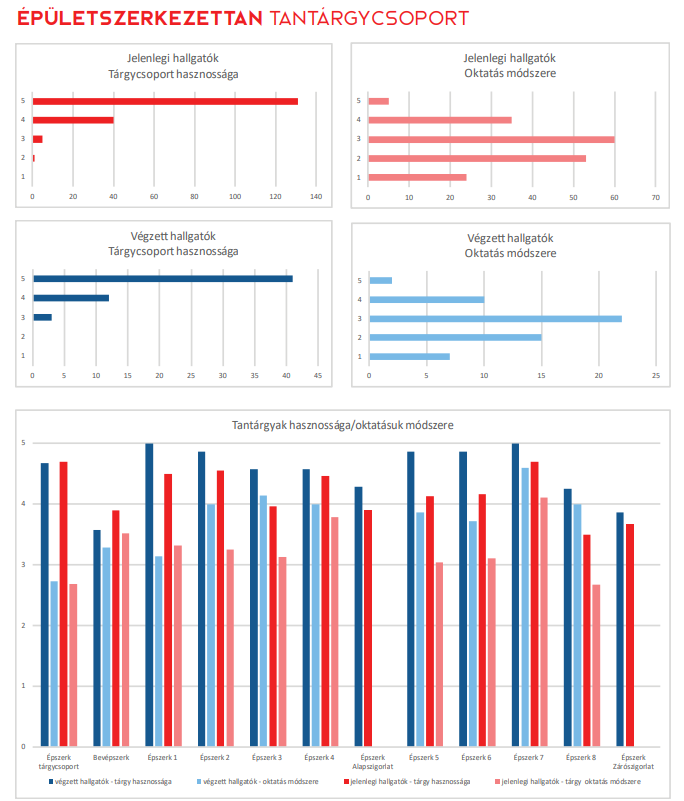 ÉPÜLETSZERKEZETTAN TANTÁRGYCSOPORT
Jelenlegi hallgatók
Tárgycsoport hasznossága
5
4
3
2
1
0 20 40 60 80 100 120 140
Jelenlegi hallgatók
Oktatás módszere
5
4
3
2
1
0 10 20 30 40 50 60 70
Végzett hallgatók
Tárgycsoport hasznossága
5
4
3
2
1
0 5 10 15 20 25 30 35 40 45
Végzett hallgatók
Oktatás módszere
5
4
3
2
1
0 5 10 15 20 25
Tantárgyak hasznossága/oktatásuk módszere
5
4
3
2
1
0
Épszerk tárgycsoport
Bevépszerk
Épszerk 1
Épszerk 2
Épszerk 3
Épszerk 4
Épszerk Alapszigorlat
Épszerk 5
Épszerk 6
Épszerk 7
Épszerk 8
Épszerk Zárószigorlat
végzett hallgatók - tárgy hasznossága
végzett hallgatók - oktatás módszere
jelenlegi hallgatók - tárgy hasznossága
jelenlegi hallgatók - tárgy oktatás módszere